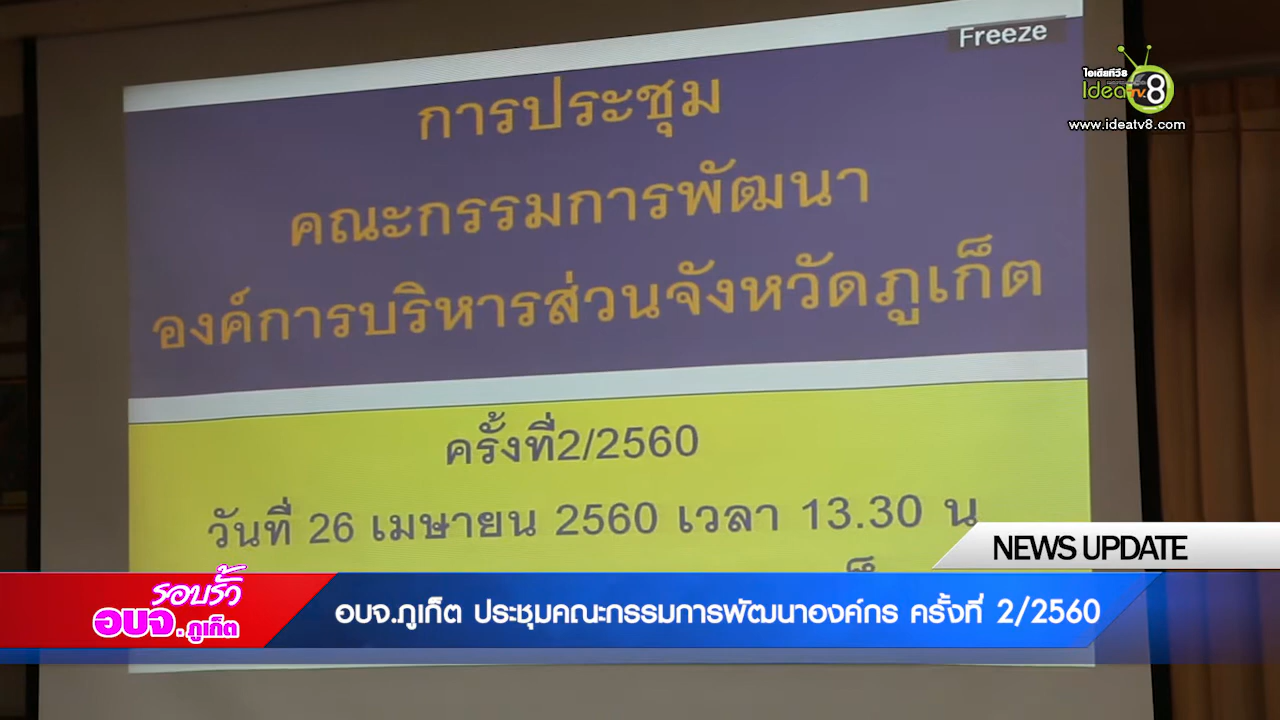 Freeze
ไอเดียทีวี8
Idea TV. 8
www.ideatv8.com
การประชุม
คณะกรรมการพัฒนา
องค์การบริหารส่วนจังหวัดภูเก็ต
ครั้งที่2/2560
วันที่ 26 เมษายน 2560 เวลา 13.30 น
NEWS UPDATE
รอบรั้ว
อบจ.ภูเก็ต
อบจ.ภูเก็ต ประชุมคณะกรรมการพัฒนาองค์กร ครั้งที่ 2/2560